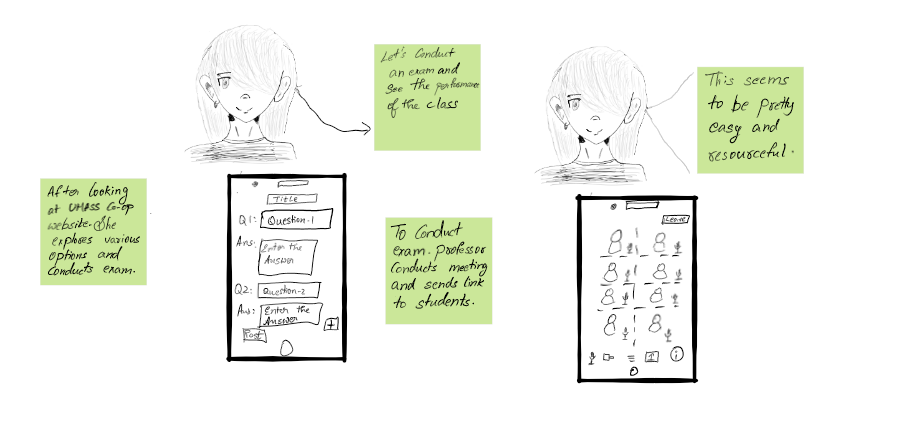 Let's Conduct
an exam and
See the performance
of the class
This seems
to be pretty
easy and
resourceful.
After looking
at UMASS Co-op
website. She
explores various
options and
Conducts exam.
Title
Q1: Question-1
Ans: Enter the
Answer
Q2: Question-2
Ans: Enter the
Answer
Post
+
To Conduct
exam. professor
Conducts meeting
and sends link
to students.
Leave
i